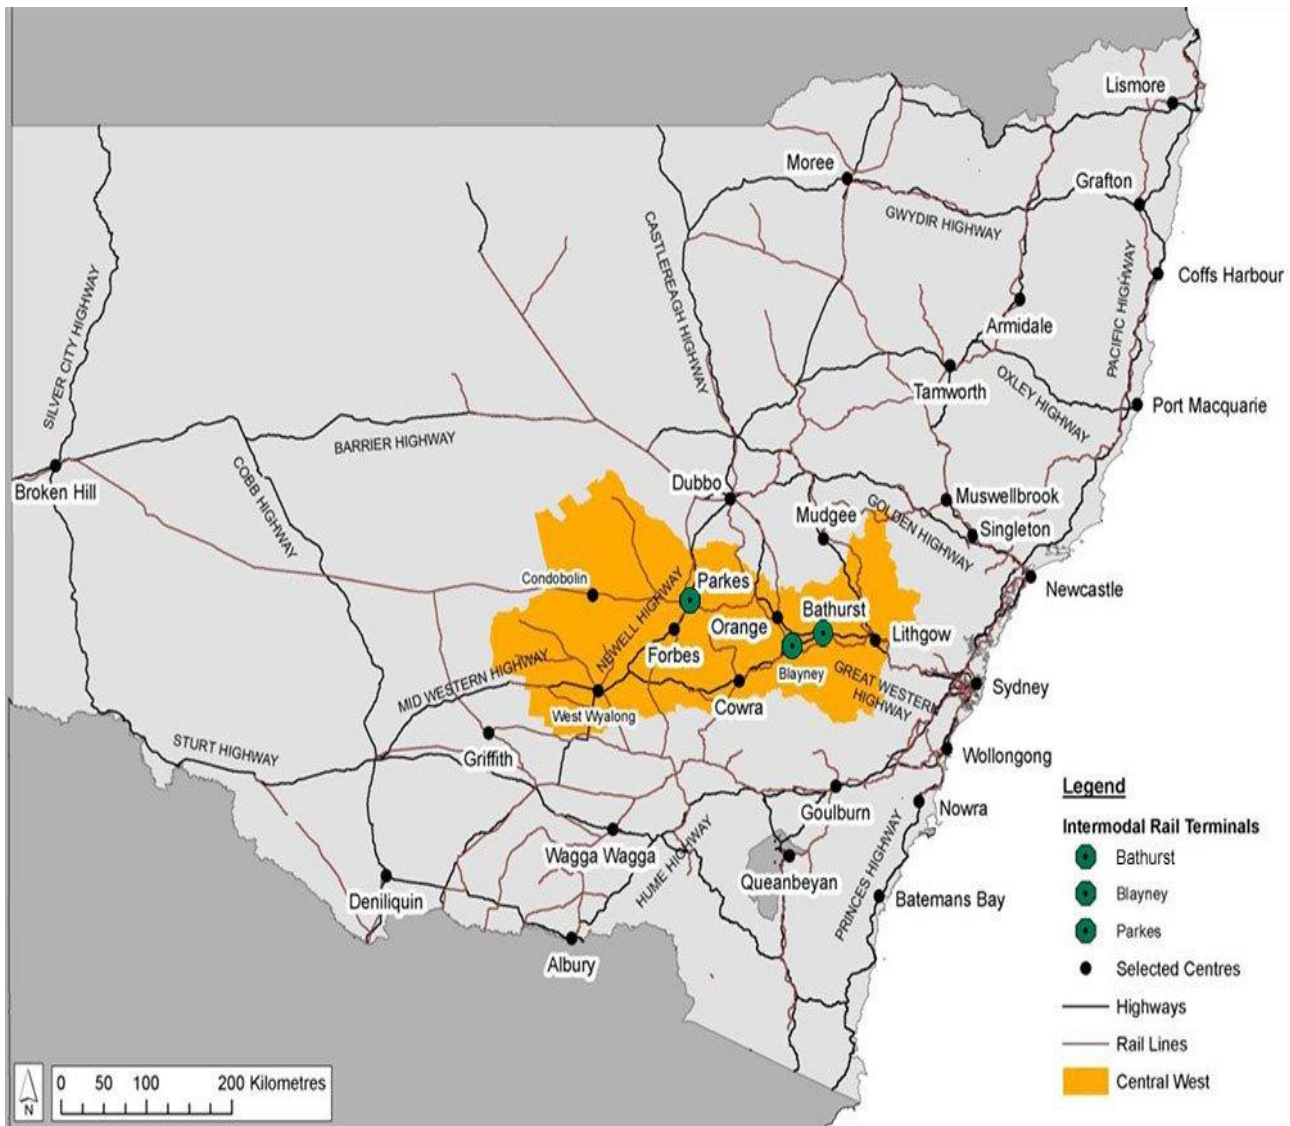 Lismore
Moree
Grafton
GWYDIR HIGHWAY
CASTLEREAGH HIGHWAY
PACIFIC HIGHWAY
Coffs Harbour
SILVER CITY HIGHWAY
Armidale
OXLEY HIGHWAY
Tamworth
Port Macquarie
BARRIER HIGHWAY
COBB HIGHWAY
Broken Hill
Dubbo
Muswellbrook
GOLDEN HIGHWAY
Mudgee
Singleton
Condobolin
Parkes
Newcastle
NEWELL HIGHWAY
Bathurst
Orange
Lithgow
Forbes
Blayney
GREAT WESTERN
HIGHWAY
MID WESTERN HIGHWAY
Sydney
West Wyalong
Cowra
STURT HIGHWAY
Griffith
Wollongong
Goulburn
Nowra
Wagga Wagga
HUME HIGHWAY
Queanbeyan
PRINCES HIGHWAY
Deniliquin
Batemans Bay
Albury
Legend
Intermodal Rail Terminals
Bathurst
Blayney
Parkes
Selected Centres
Highways
Rail Lines
Central West
N
0 50 100 200 Kilometres